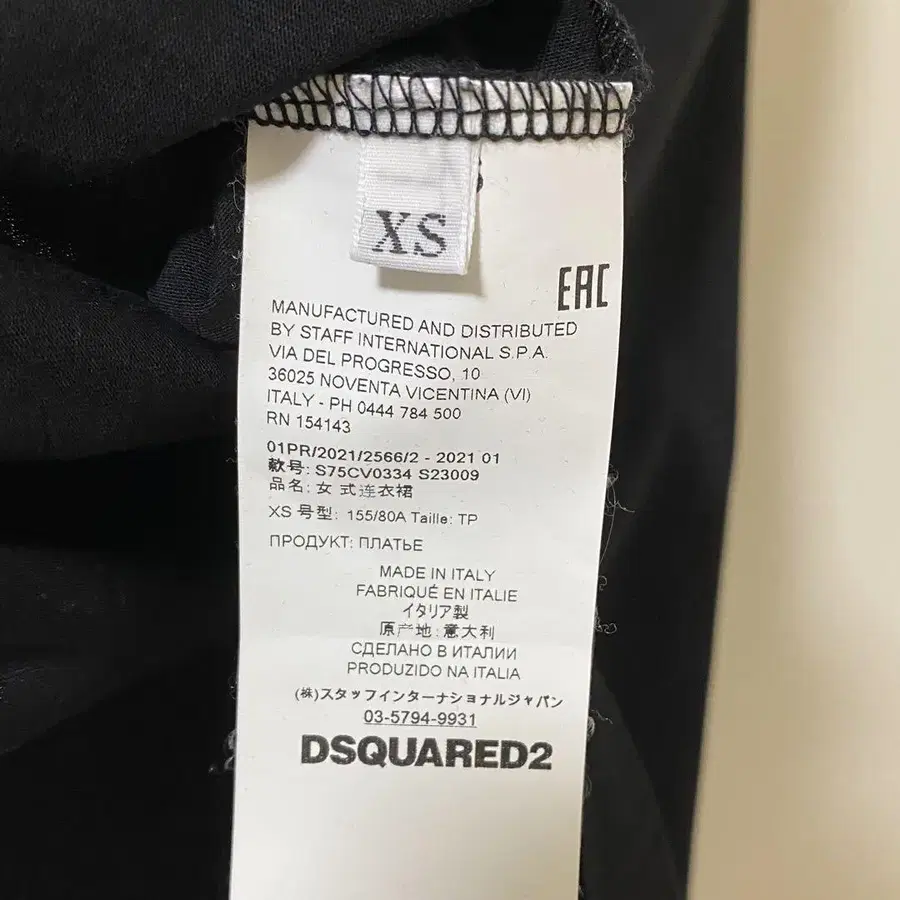 XS
EAC
MANUFACTURED AND DISTRIBUTED
BY STAFF INTERNATIONAL S.P.A.
VIA DEL PROGRESSO, 10
36025 NOVENTA VICENTINA (VI)
ITALY - PH 0444 784 500
RN 154143
01PR/2021/2566/2 - 2021 01
款号: S75CV0334 S23009
品名: 女 式连衣裙
XS 号型: 155/80A Taille: TP
ПРОДУКТ: ПЛАТЬЕ
MADE IN ITALY
FABRIQUÉ EN ITALIE
イタリア製
原产地: 意大利
СДЕЛАНО В ИТАЛИИ
PRODUZIDO NA ITALIA
(株)スタッフインターナショナルジャパン
03-5794-9931
DSQUARED2